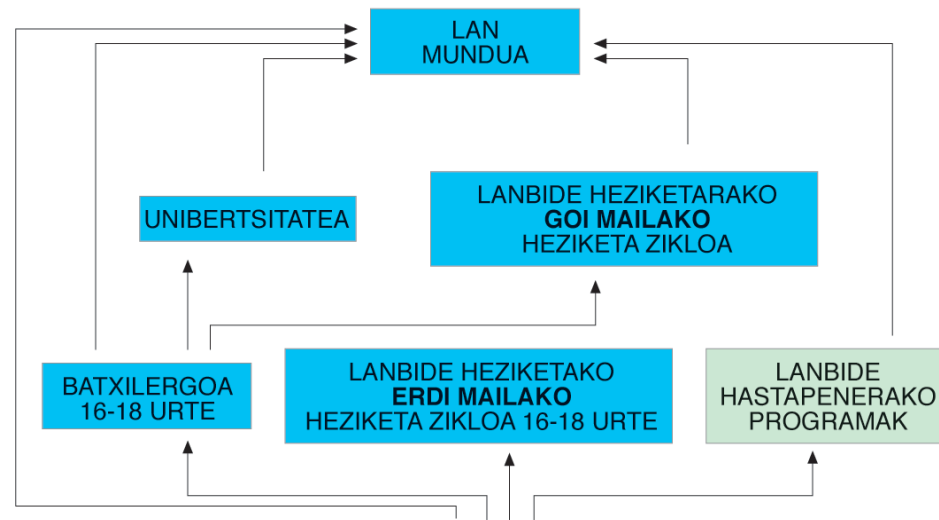 LAN
MUNDUA
UNIBERTSITATEA
LANBIDE HEZIKETARAKO
GOI MAILAKO
HEZIKETA ZIKLOA
BATXILERGOA
16-18 URTE
LANBIDE HEZIKETAKO
ERDI MAILAKO
HEZIKETA ZIKLOA 16-18 URTE
LANBIDE
HASTAPENERAKO
PROGRAMAK